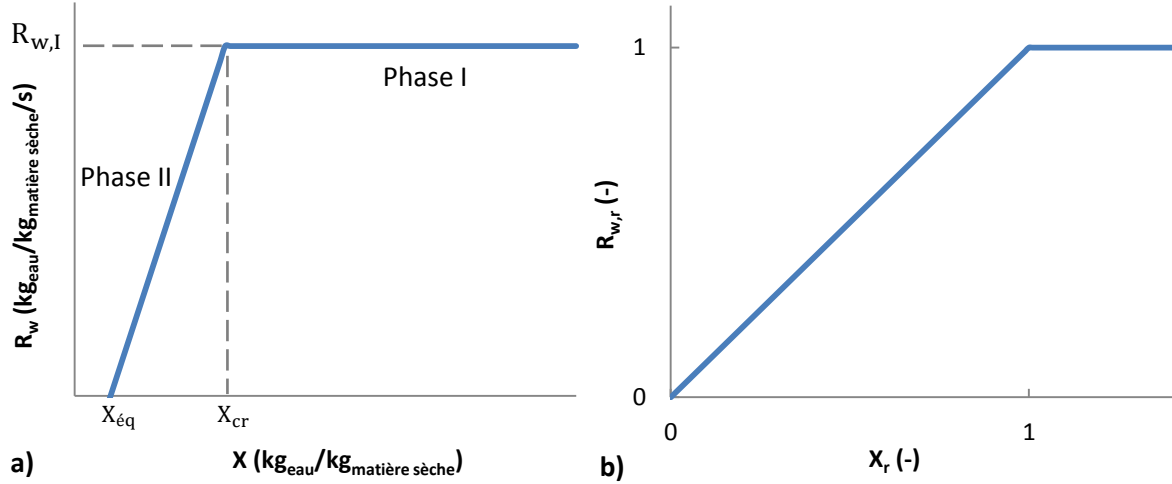 R_w,I
Phase I
Phase II
R_w (kg_eau/kg_matière sèche/s)
X_éq
X_cr
X (kg_eau/kg_matière sèche)
a)
1
R_w,r (-)
0
0
1
X_r (-)
b)